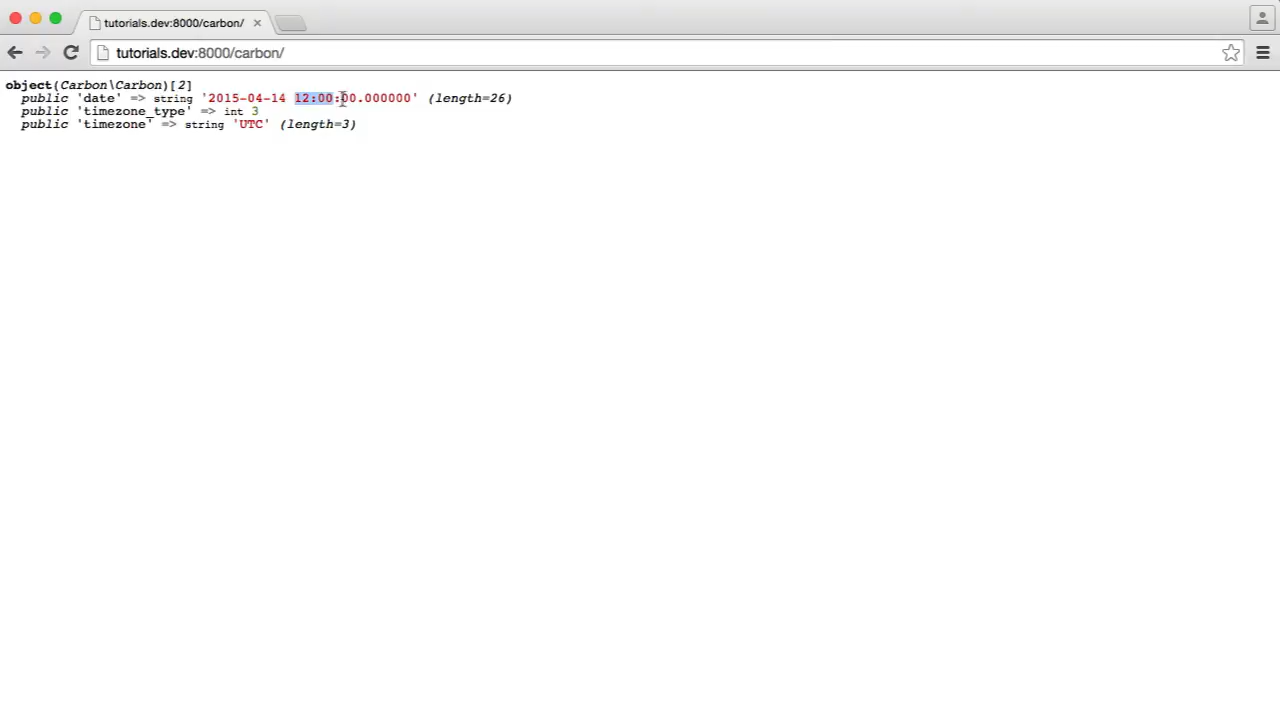 tutorials.dev:8000/carbon/
tutorials.dev:8000/carbon/
object(Carbon\Carbon)[2]
public 'date' => string '2015-04-14 12:00:00.000000' (length=26)
public 'timezone_type' => int 3
public 'timezone' => string 'UTC' (length=3)